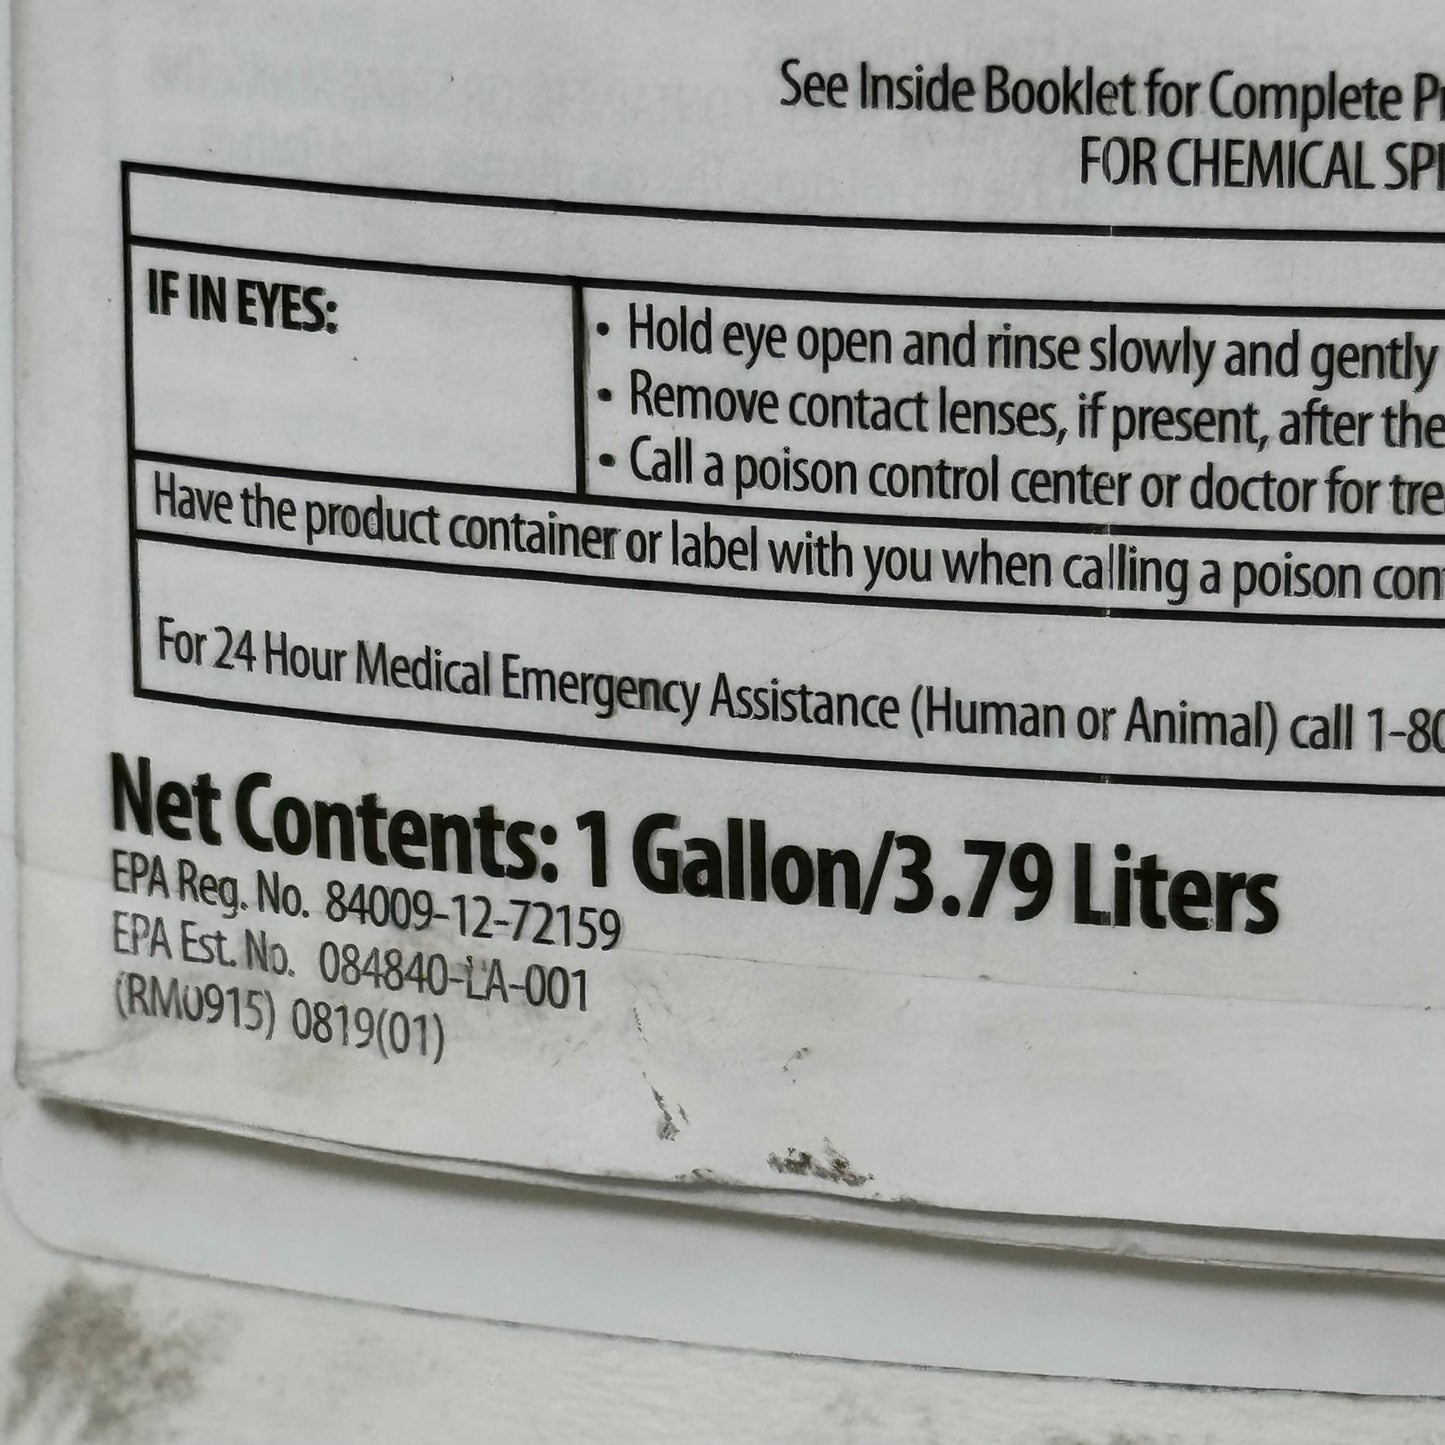 See Inside Booklet for Complete
FOR CHEMICAL
IF IN EYES:
• Hold eye open and rinse slowly and gently
• Remove contact lenses, if present, after the
• Call a poison control center or doctor for
Have the product container or label with you when calling a poison
For 24 Hour Medical Emergency Assistance (Human or Animal) call 1-80
Net Contents: 1 Gallon/3.79 Liters
EPA Reg. No. 84009-12-72159
EPA Est. No. 084840-LA-001
(RM0915) 0819(01)